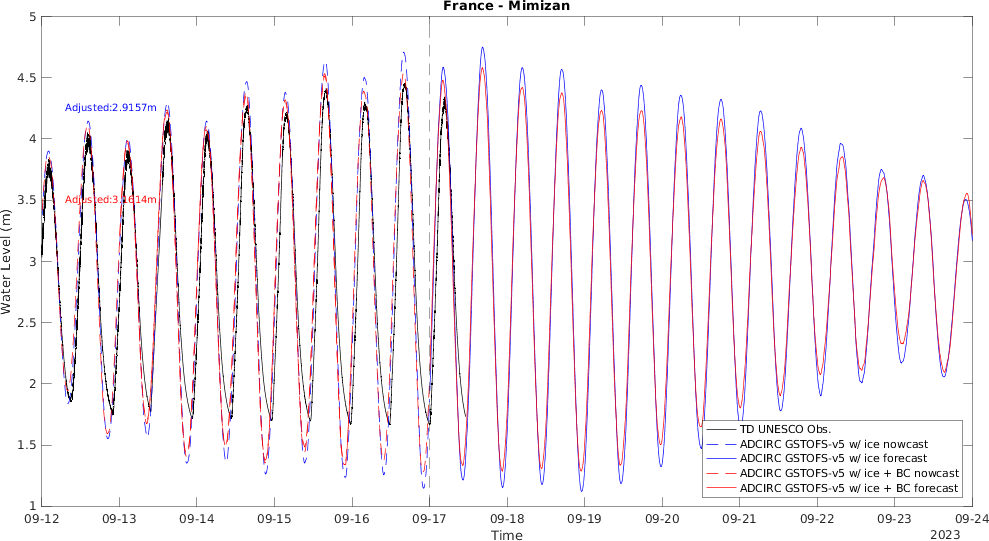 France - Mimizan
Water Level (m)
5
4.5
4
3.5
3
2.5
2
1.5
1
Adjusted:2.9157m
Adjusted:3.1614m
TD UNESCO Obs.
ADCIRC GSTOFS-v5 w/ ice nowcast
ADCIRC GSTOFS-v5 w/ ice forecast
ADCIRC GSTOFS-v5 w/ ice + BC nowcast
ADCIRC GSTOFS-v5 w/ ice + BC forecast
09-12 09-13 09-14 09-15 09-16 09-17 09-18 09-19 09-20 09-21 09-22 09-23 09-24
Time
2023